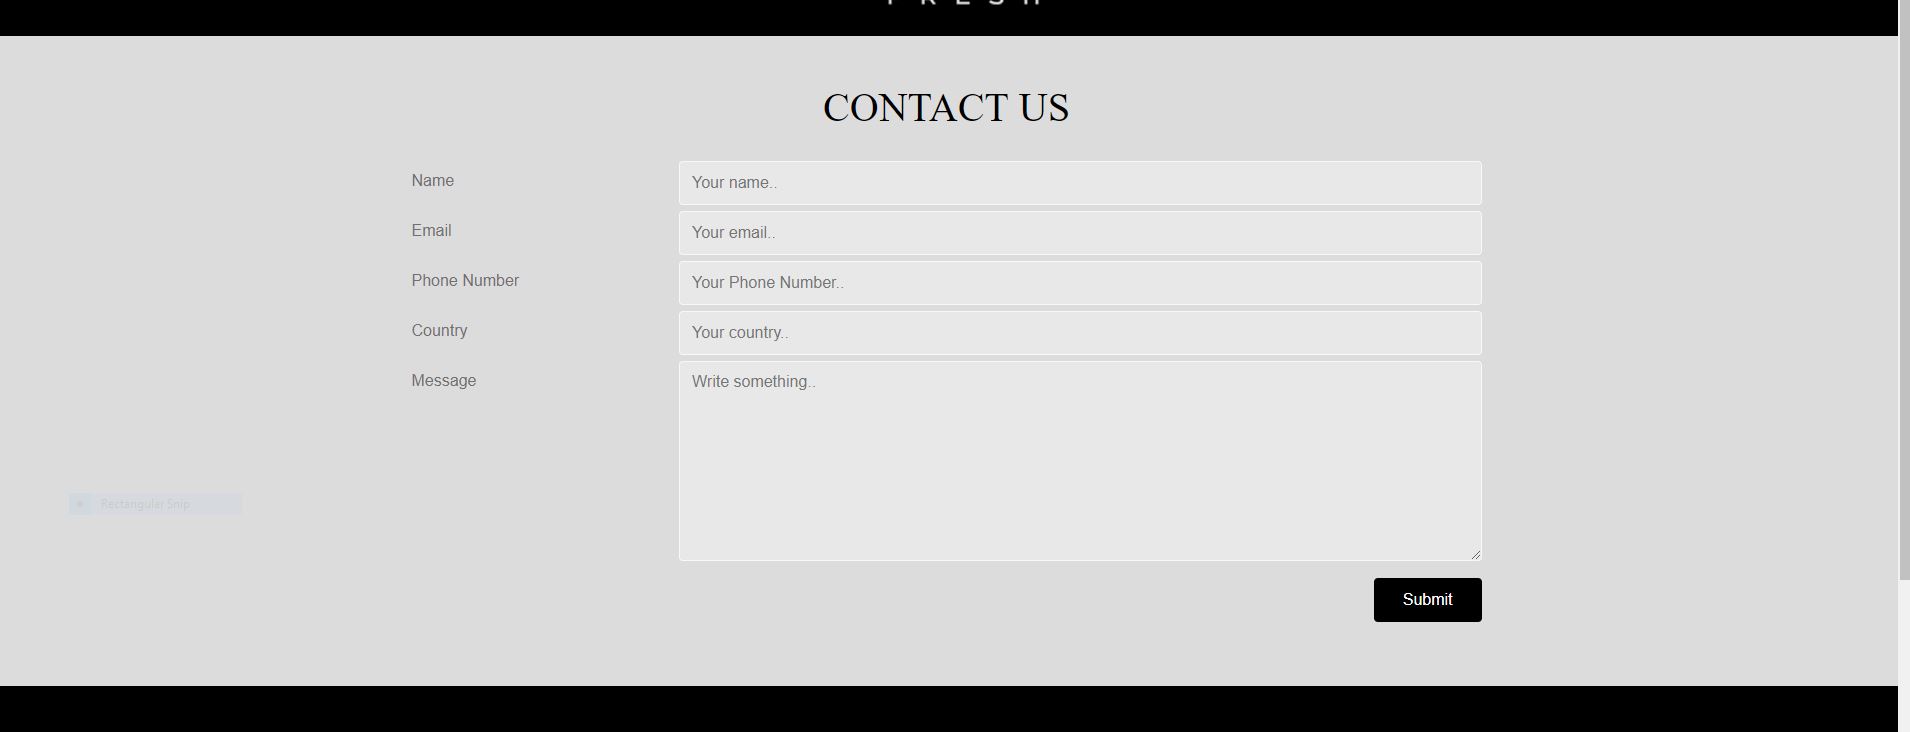 CONTACT US
Name
Your name..
Email
Your email..
Phone Number
Your Phone Number..
Country
Your country..
Message
Write something..
Rectangular Snip
Submit